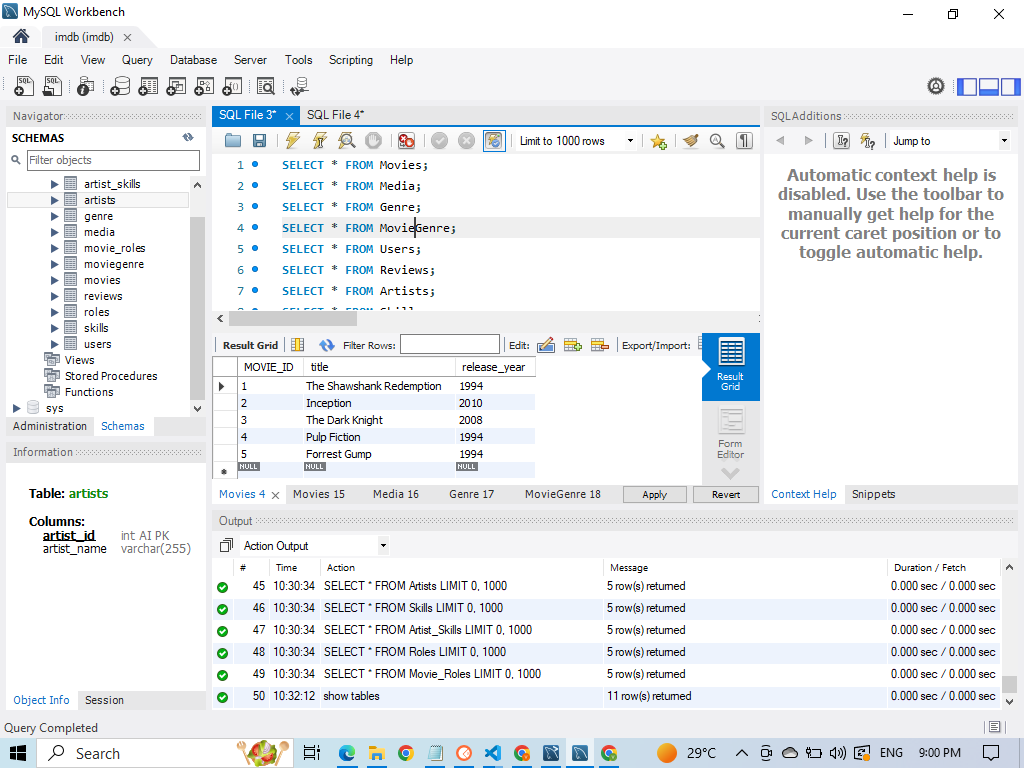 MySQL Workbench
imdb (imdb)
File Edit View Query Database Server Tools Scripting Help
Navigator
SCHEMAS
Filter objects
artist_skills
artists
genre
media
movie_roles
moviegenre
movies
reviews
roles
skills
users
Views
Stored Procedures
Functions
sys
Administration Schemas
Information
Table: artists
Columns:
artist_id int AI PK
artist_name varchar(255)
Object Info Session
SQL File 3* SQL File 4*
Limit to 1000 rows
1 SELECT * FROM Movies;
2 SELECT * FROM Media;
3 SELECT * FROM Genre;
4 SELECT * FROM MovieGenre;
5 SELECT * FROM Users;
6 SELECT * FROM Reviews;
7 SELECT * FROM Artists;
Result Grid Filter Rows: Edit: Export/Import:
MOVIE_ID title release_year
1 The Shawshank Redemption 1994
2 Inception 2010
3 The Dark Knight 2008
4 Pulp Fiction 1994
5 Forrest Gump 1994
NULL NULL NULL
Result Grid
Form Editor
Movies 4 Movies 15 Media 16 Genre 17 MovieGenre 18 Apply Revert
SQLAdditions
Jump to
Automatic context help is
disabled. Use the toolbar to
manually get help for the
current caret position or to
toggle automatic help.
Context Help Snippets
Output
Action Output
# Time Action Message Duration / Fetch
45 10:30:34 SELECT * FROM Artists LIMIT 0, 1000 5 row(s) returned 0.000 sec / 0.000 sec
46 10:30:34 SELECT * FROM Skills LIMIT 0, 1000 5 row(s) returned 0.000 sec / 0.000 sec
47 10:30:34 SELECT * FROM Artist_Skills LIMIT 0, 1000 5 row(s) returned 0.000 sec / 0.000 sec
48 10:30:34 SELECT * FROM Roles LIMIT 0, 1000 5 row(s) returned 0.000 sec / 0.000 sec
49 10:30:34 SELECT * FROM Movie_Roles LIMIT 0, 1000 5 row(s) returned 0.000 sec / 0.000 sec
50 10:32:12 show tables 11 row(s) returned 0.000 sec / 0.000 sec
Query Completed
Search 29°C ENG 9:00 PM